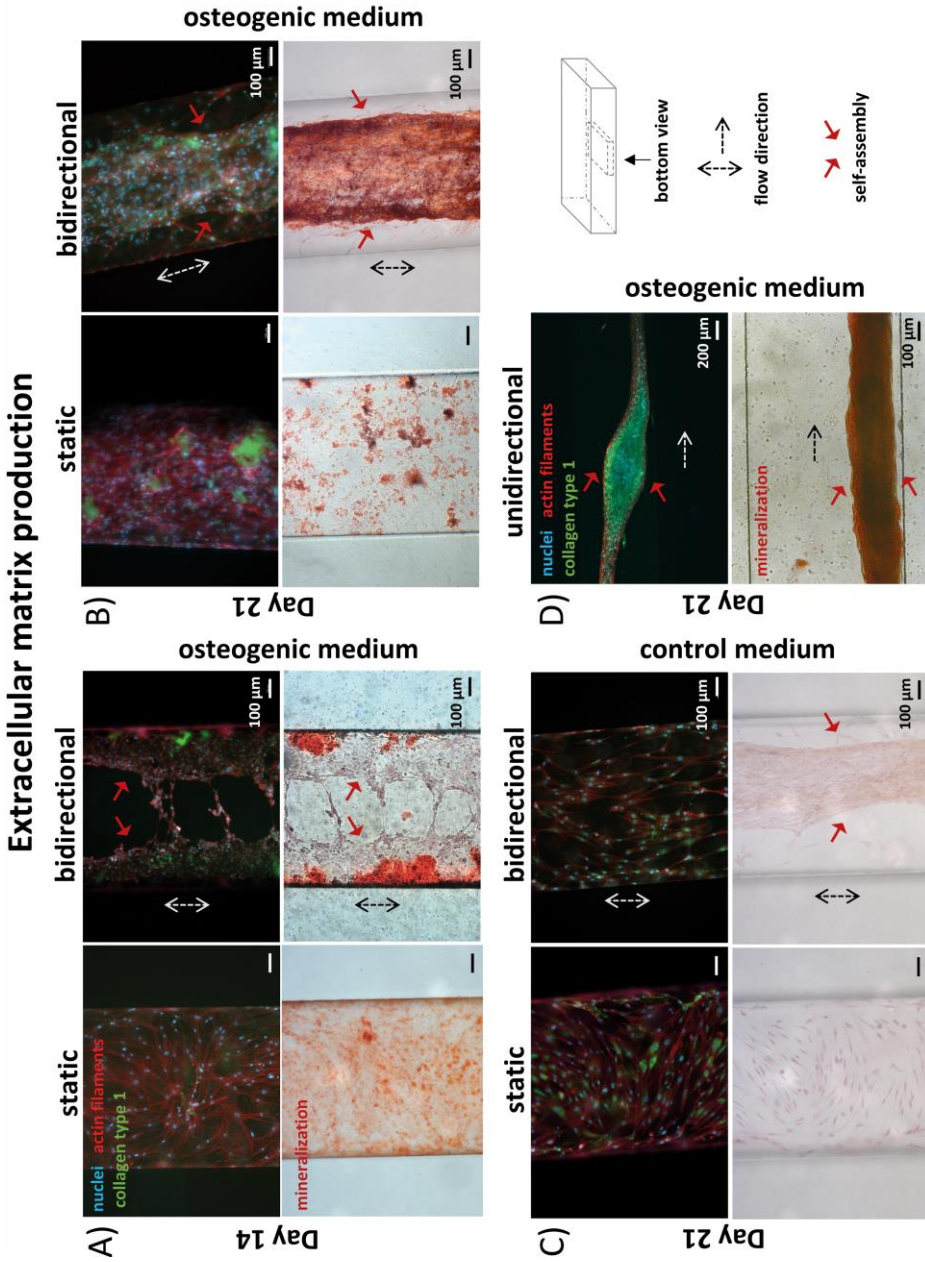 Extracellular matrix production
A)
static
bidirectional
Day 14
nuclei actin filaments
collagen type 1
100 µm
mineralization
100 µm
osteogenic medium
B)
static
bidirectional
Day 21
100 µm
100 µm
osteogenic medium
C)
static
bidirectional
Day 21
100 µm
100 µm
control medium
D)
unidirectional
Day 21
nuclei actin filaments
collagen type 1
200 µm
mineralization
100 µm
osteogenic medium
bottom view
flow direction
self-assembly